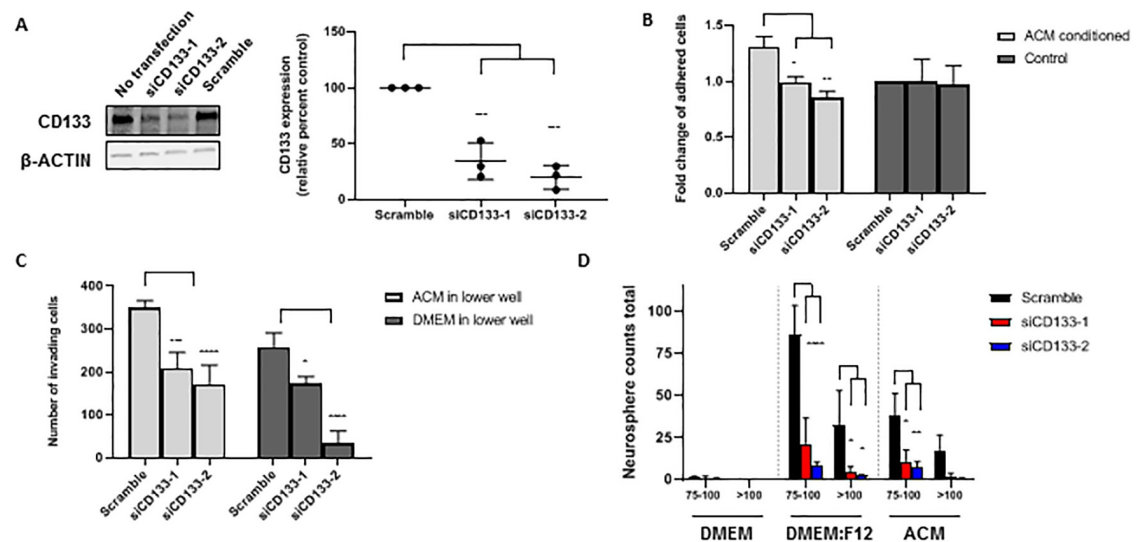 A
No transfection
siCD133-1
siCD133-2
Scramble
CD133
β-ACTIN
CD133 expression
(relative percent control)
150
100
50
0
Scramble
siCD133-1
siCD133-2
B
Fold change of adhered cells
1.5
1.0
1.5
0.0
Scramble
siCD133-1
siCD133-2
Scramble
siCD133-1
siCD133-2
ACM conditioned
Control
C
Number of invading cells
400
300
200
100
0
Scramble
siCD133-1
siCD133-2
Scramble
siCD133-1
siCD133-2
ACM in lower well
DMEM in lower well
D
Neurosphere counts total
100
75
50
25
0
75-100
>100
75-100
>100
75-100
>100
DMEM
DMEM:F12
ACM
Scramble
siCD133-1
siCD133-2